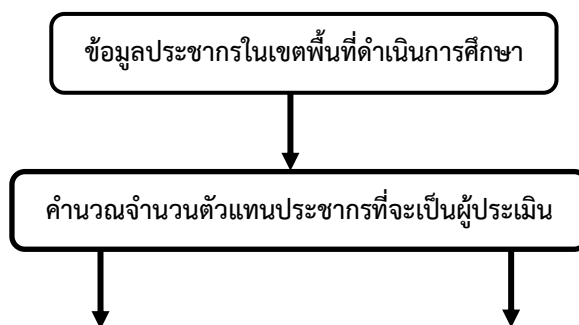 ข้อมูลประชากรในเขตพื้นที่ดำเนินการศึกษา
คำนวณจำนวนตัวแทนประชากรที่จะเป็นผู้ประเมิน